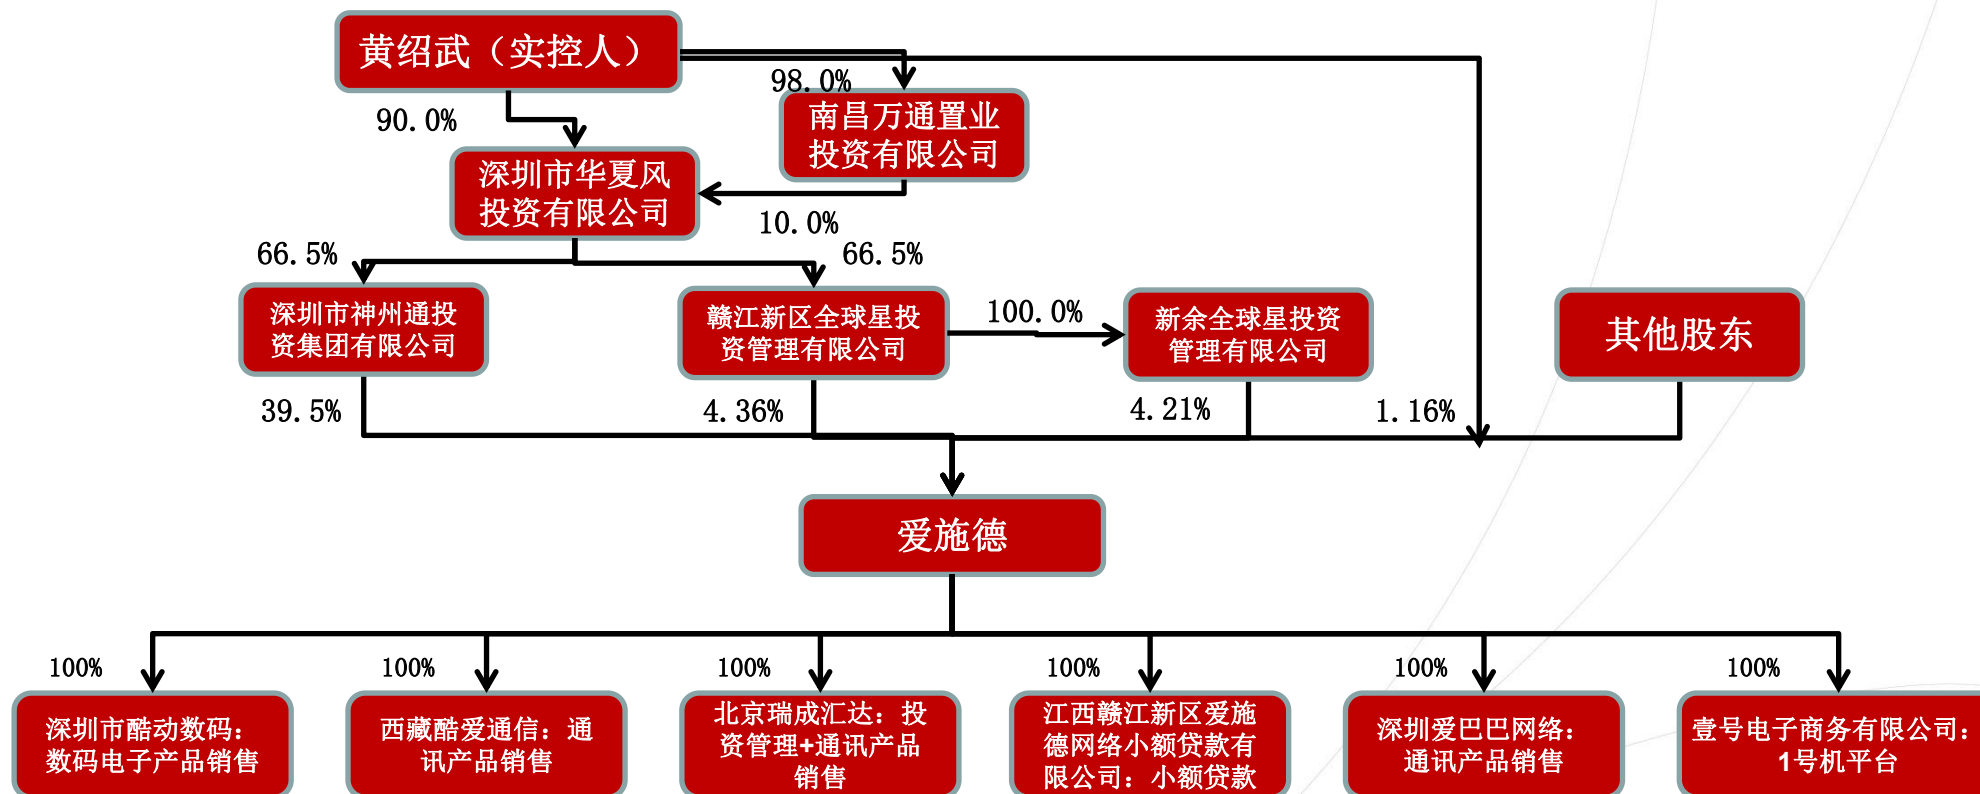 黄绍武（实控人）
98.0%
90.0%
南昌万通置业
投资有限公司
深圳市华夏风
投资有限公司
10.0%
66.5%
66.5%
深圳市神州通投
资集团有限公司
赣江新区全球星投
资管理有限公司
100.0%
新余全球星投资
管理有限公司
其他股东
39.5%
4.36%
4.21%
1.16%
爱施德
100%
100%
100%
100%
100%
100%
深圳市酷动数码：
数码电子产品销售
西藏酷爱通信：通
讯产品销售
北京瑞成汇达：投
资管理+通讯产品
销售
江西赣江新区爱施
德网络小额贷款有
限公司：小额贷款
深圳爱巴巴网络：
通讯产品销售
壹号电子商务有限公司：
1号机平台